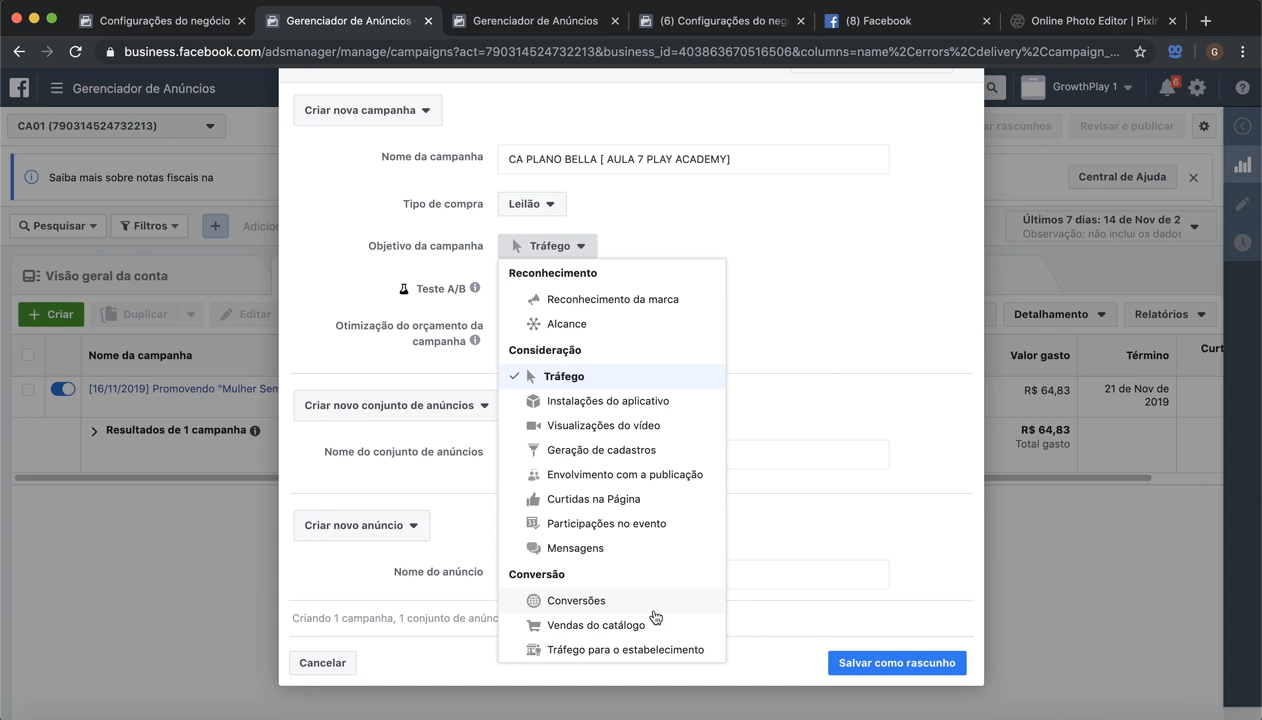 Configurações do negócio
Gerenciador de Anúncios
Gerenciador de Anúncios
(6) Configurações do neg
(8) Facebook
Online Photo Editor | Pixlr
business.facebook.com/adsmanager/manage/campaigns?act=790314524732213&business_id=403863670516506&columns=name%2Cerrors%2Cdelivery%2Ccampaign_...
G
Gerenciador de Anúncios
GrowthPlay 1
6
CA01 (790314524732213)
ar rascunhos
Revisar e publicar
Saiba mais sobre notas fiscais na
Central de Ajuda
Pesquisar
Filtros
Adicion
Últimos 7 dias: 14 de Nov de 2
Observação: não inclui os dados
Visão geral da conta
Criar
Duplicar
Editar
Detalhamento
Relatórios
Nome da campanha
Valor gasto
Término
Curt
[16/11/2019] Promovendo "Mulher Sem
R$ 64,83
21 de Nov de
2019
Resultados de 1 campanha
R$ 64,83
Total gasto
Criar nova campanha
Nome da campanha
CA PLANO BELLA [ AULA 7 PLAY ACADEMY]
Tipo de compra
Leilão
Objetivo da campanha
Tráfego
Teste A/B
Otimização do orçamento da
campanha
Reconhecimento
Reconhecimento da marca
Alcance
Consideração
Tráfego
Instalações do aplicativo
Visualizações do vídeo
Geração de cadastros
Envolvimento com a publicação
Curtidas na Página
Participações no evento
Mensagens
Conversão
Conversões
Vendas do catálogo
Tráfego para o estabelecimento
Criar novo conjunto de anúncios
Nome do conjunto de anúncios
Criar novo anúncio
Nome do anúncio
Criando 1 campanha, 1 conjunto de anúnc
Cancelar
Salvar como rascunho